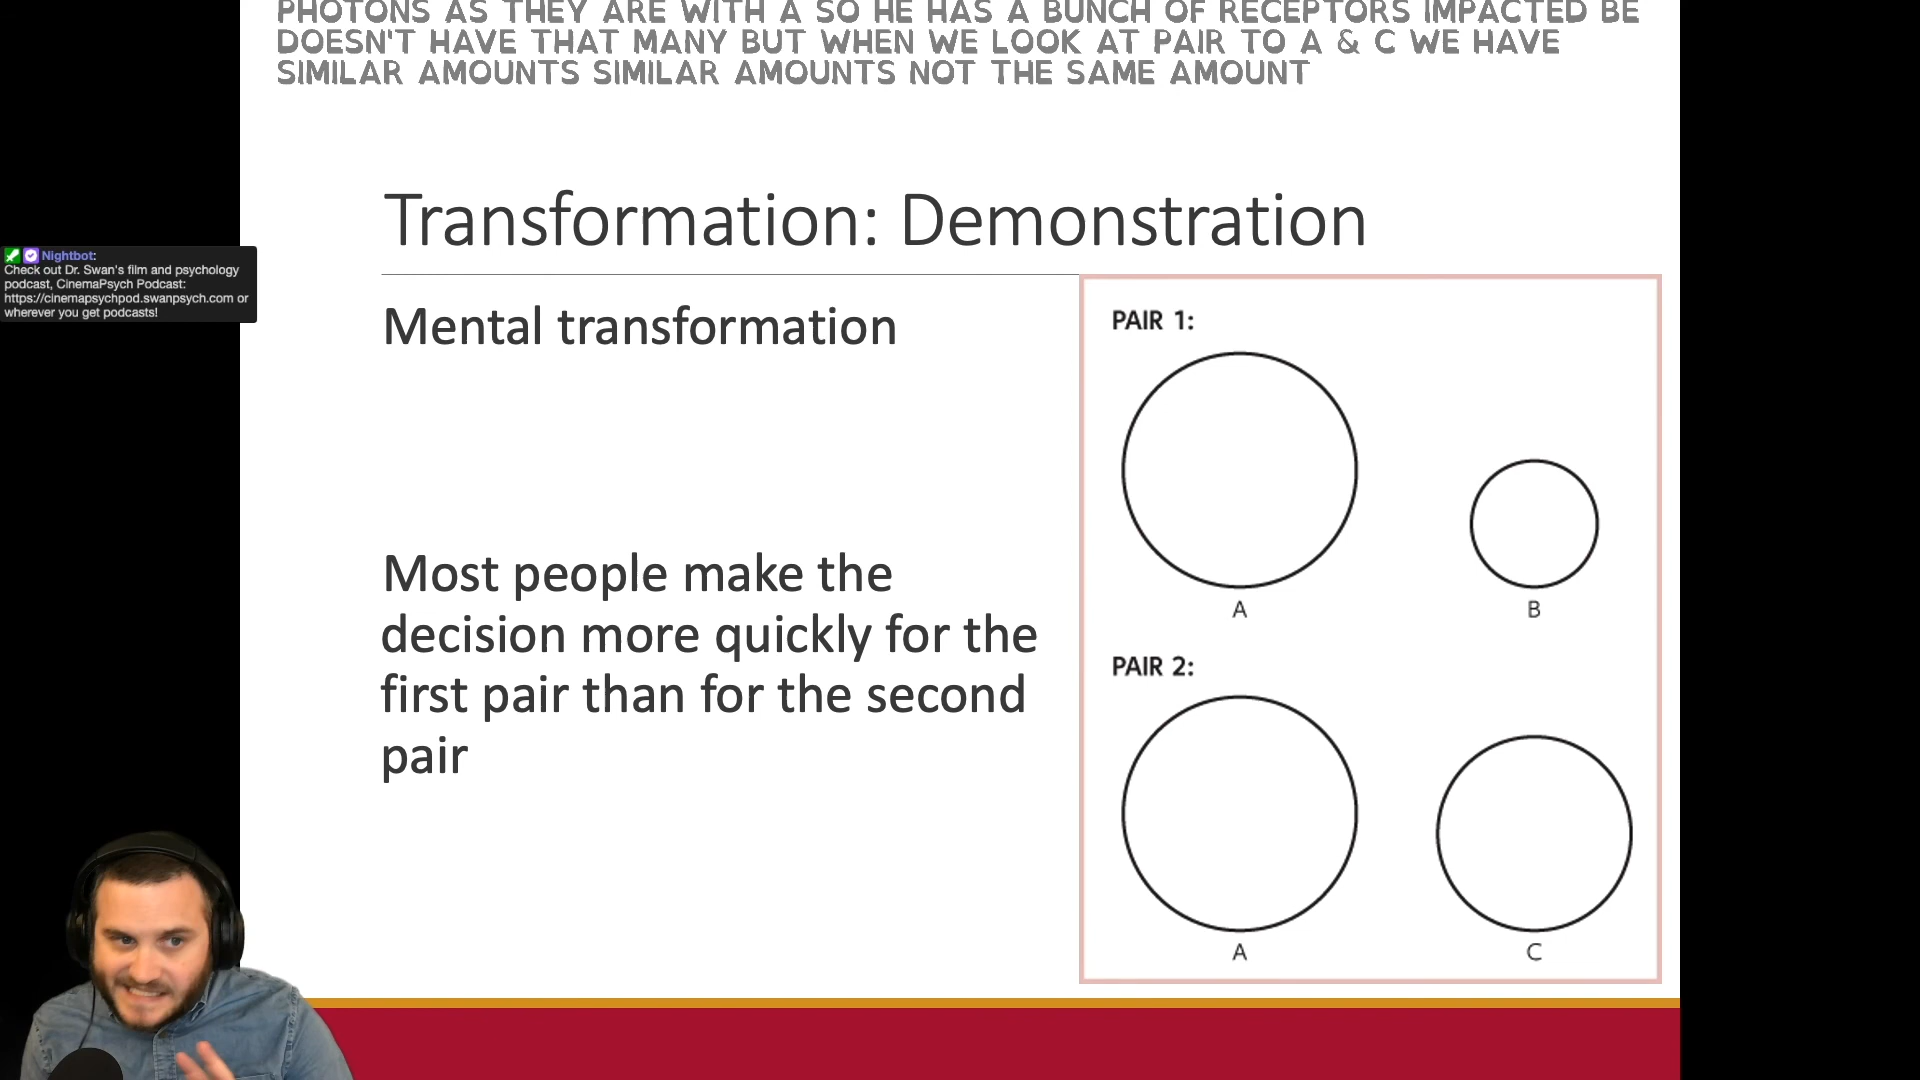 PHOTONS AS THEY ARE WITH A SO HE HAS A BUNCH OF RECEPTORS IMPACTED BE
DOESN'T HAVE THAT MANY BUT WHEN WE LOOK AT PAIR TO A & C WE HAVE
SIMILAR AMOUNTS SIMILAR AMOUNTS NOT THE SAME AMOUNT
Transformation: Demonstration
Nightbot:
Check out Dr. Swan's film and psychology
podcast, CinemaPsych Podcast:
https://cinemapsychpod.swanpsych.com or
wherever you get podcasts!
Mental transformation
Most people make the
decision more quickly for the
first pair than for the second
pair
PAIR 1:
A
B
PAIR 2:
A
C